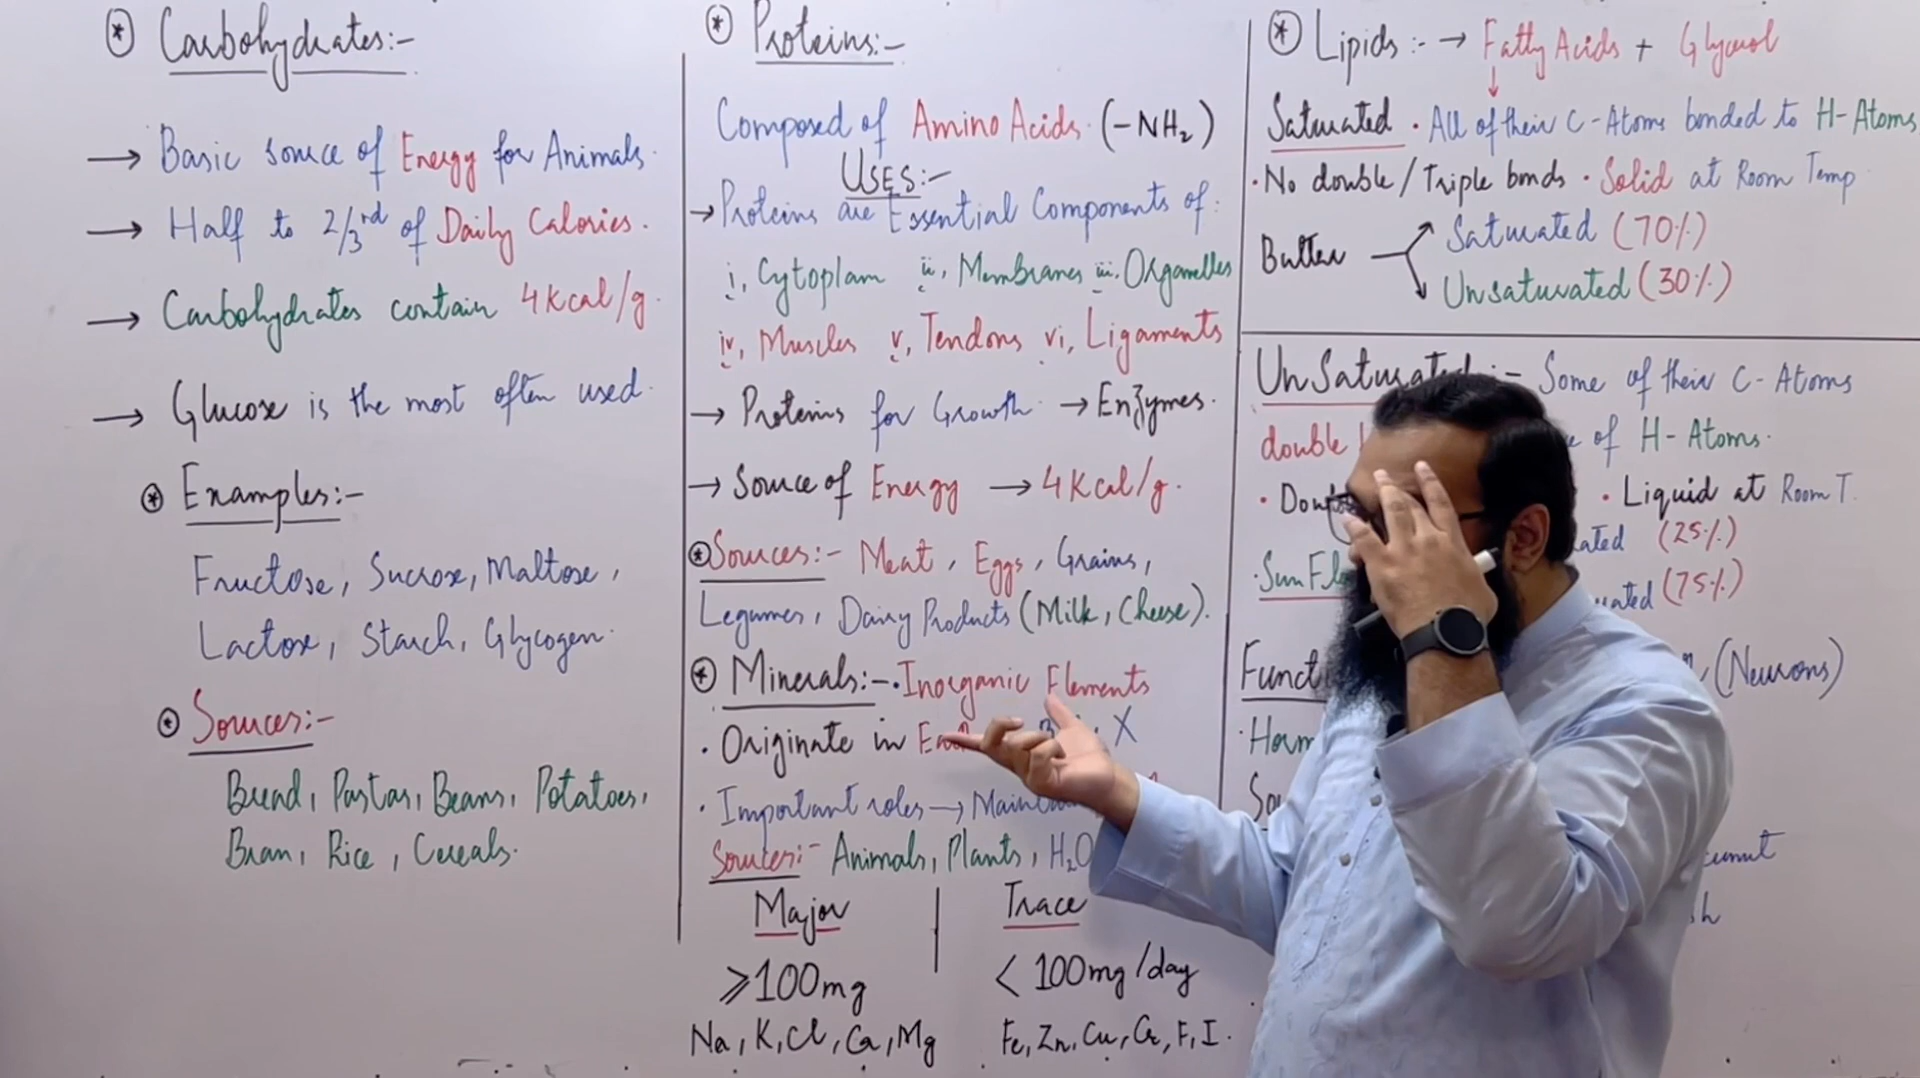 * Carbohydrates:-
→ Basic source of Energy for Animals.
→ Half to 2/3rd of Daily Calories.
→ Carbohydrates contain 4Kcal/g.
→ Glucose is the most often used.
* Examples:-
Fructose, Sucrose, Maltose,
Lactose, Starch, Glycogen.
* Sources:-
Bread, Pastas, Beans, Potatoes,
Bran, Rice, Cereals.
* Proteins:-
Composed of Amino Acids. (-NH2)
USES:-
→ Proteins are Essential Components of:
i, Cytoplam ii, Membranes iii, Organelles
iv, Muscles v, Tendons vi, Ligaments
→ Proteins for Growth → Enzymes.
→ Source of Energy → 4Kcal/g.
* Sources:- Meat, Eggs, Grains,
Legumes, Dairy Products (Milk, Cheese).
* Minerals:- . Inorganic Elements
. Originate in X
. Important roles →
Sources:- Animals, Plants, H2O
Major
≥100mg
Na, K, Cl, Ca, Mg
Trace
< 100mg/day
Fe, Zn, Cu, Cr, F, I.
* Lipids:- → Fatty Acids + Glycerol
Saturated . All of their C-Atoms bonded to H-Atoms
. No double/Triple bonds . Solid at Room Temp
Butter Saturated (70%)
Unsaturated (30%)
UnSaturated:- Some of their C-Atoms
double of H-Atoms.
. Liquid at Room T.
(25%)
(75%)
(Neurons)